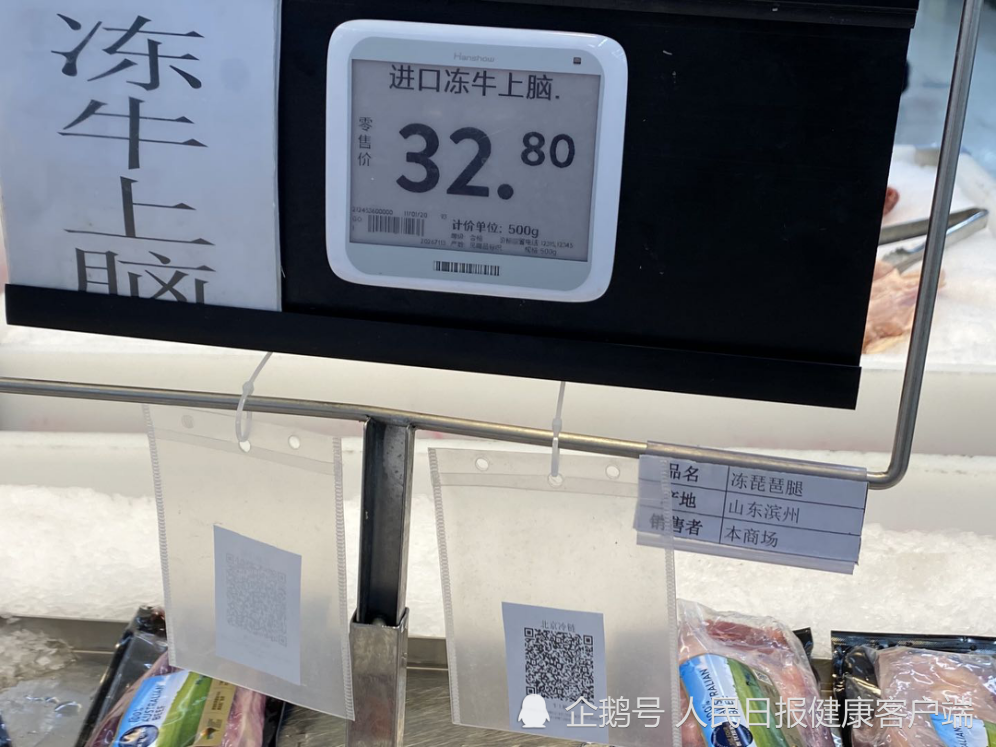 冻牛上脑
Hanshow
进口冻牛上脑.
零售价
32.80
计价单位: 500g
品名 冻琵琶腿
产地 山东滨州
销售者 本商场
北京冷链
企鹅号 人民日报健康客户端